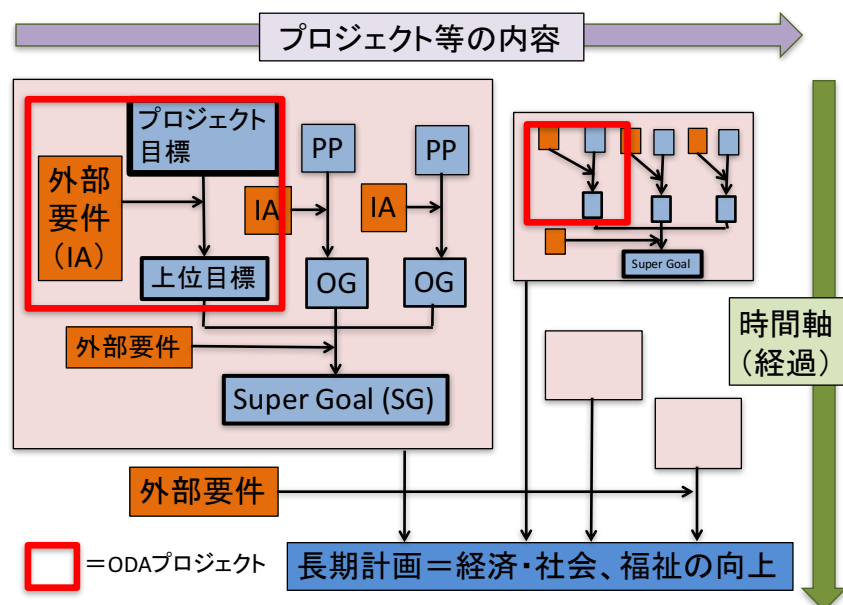 プロジェクト等の内容
プロジェクト
目標
外部
要件
(IA)
上位目標
PP
IA
OG
PP
IA
OG
外部要件
Super Goal (SG)
Super Goal
時間軸
(経過)
外部要件
＝ODAプロジェクト
長期計画＝経済・社会、福祉の向上